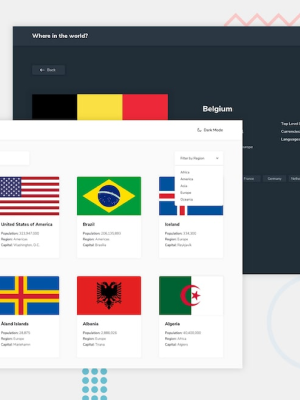 Where in the world?
← Back
Belgium
Top Level
Currencies
Languages
France
Germany
Dark Mode
Filter by Region
Africa
America
Asia
Europe
Oceania
United States of America
Population: 323,947,000
Region: Americas
Capital: Washington, D.C.
Brazil
Population: 206,135,893
Region: Americas
Capital: Brasília
Iceland
Population: 334,300
Region: Europe
Capital: Reykjavík
Åland Islands
Population: 28,875
Region: Europe
Capital: Mariehamn
Albania
Population: 2,886,026
Region: Europe
Capital: Tirana
Algeria
Population: 40,400,000
Region: Africa
Capital: Algiers